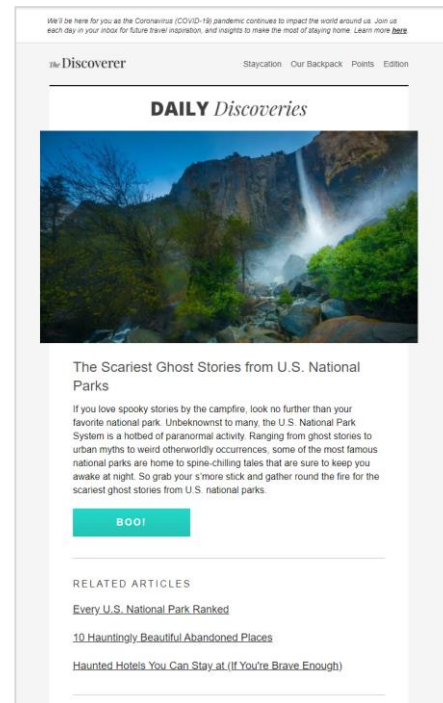 We'll be here for you as the Coronavirus (COVID-19) pandemic continues to impact the world around us. Join us
each day in your inbox for future travel inspiration, and insights to make the most of staying home. Learn more here.
The Discoverer
Staycation Our Backpack Points Edition
DAILY Discoveries
The Scariest Ghost Stories from U.S. National
Parks
If you love spooky stories by the campfire, look no further than your
favorite national park. Unbeknownst to many, the U.S. National Park
System is a hotbed of paranormal activity. Ranging from ghost stories to
urban myths to weird otherworldly occurrences, some of the most famous
national parks are home to spine-chilling tales that are sure to keep you
awake at night. So grab your s'more stick and gather round the fire for the
scariest ghost stories from U.S. national parks.
BOO!
RELATED ARTICLES
Every U.S. National Park Ranked
10 Hauntingly Beautiful Abandoned Places
Haunted Hotels You Can Stay at (If You're Brave Enough)